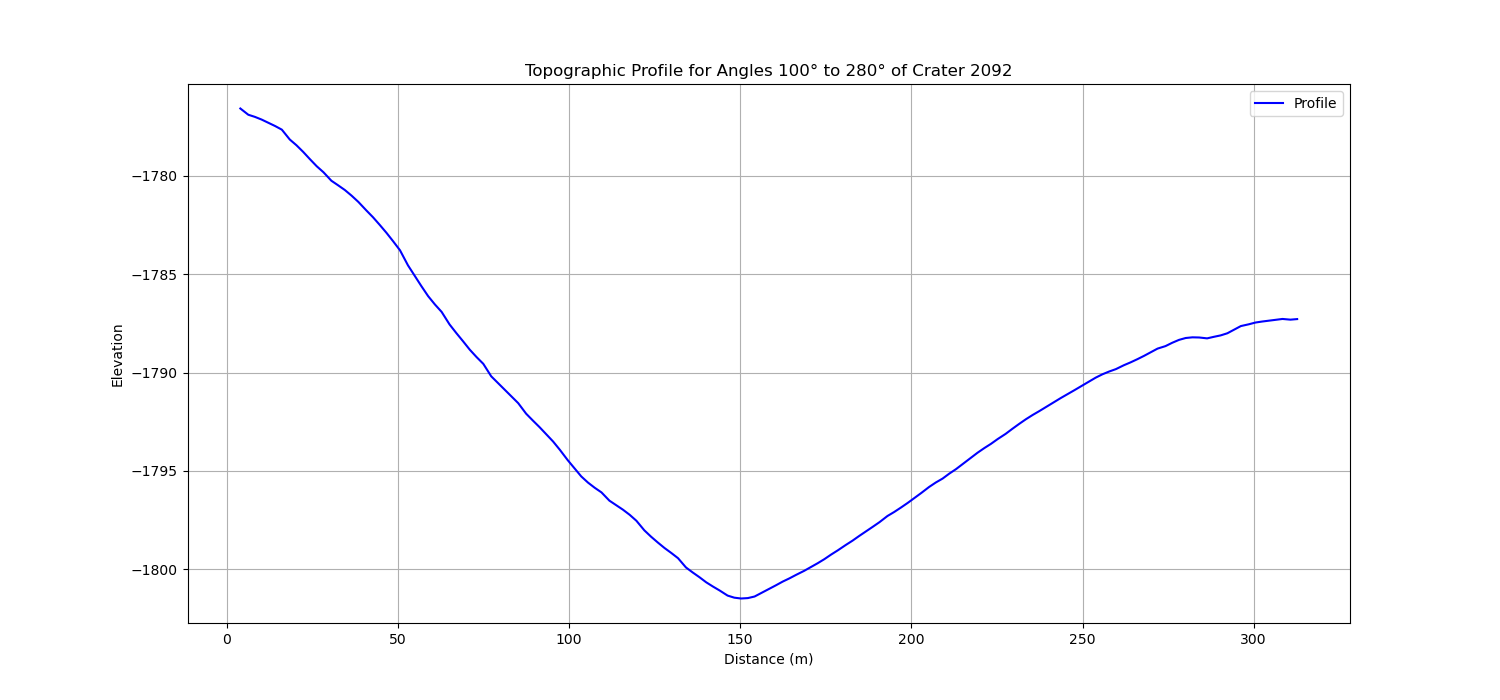 Topographic Profile for Angles 100° to 280° of Crater 2092
Profile
−1780
−1785
−1790
−1795
−1800
Elevation
0 50 100 150 200 250 300
Distance (m)